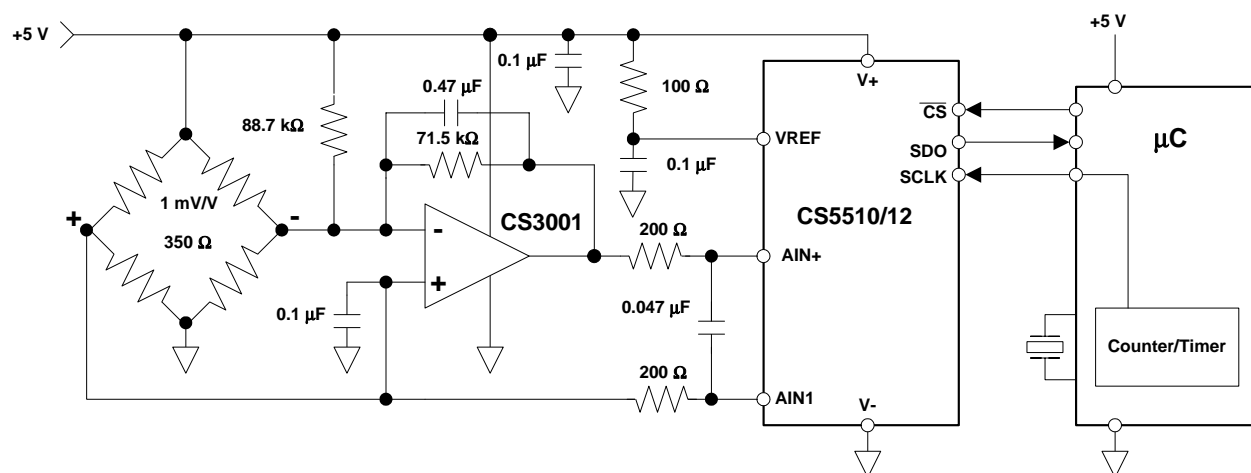 +5 V
+5 V
0.1 µF
0.47 µF
100 Ω
V+
CS
88.7 kΩ
71.5 kΩ
VREF
0.1 µF
SDO
µC
SCLK
+
1 mV/V
-
CS3001
CS5510/12
350 Ω
-
200 Ω
AIN+
+
0.1 µF
0.047 µF
Counter/Timer
200 Ω
AIN1
V-